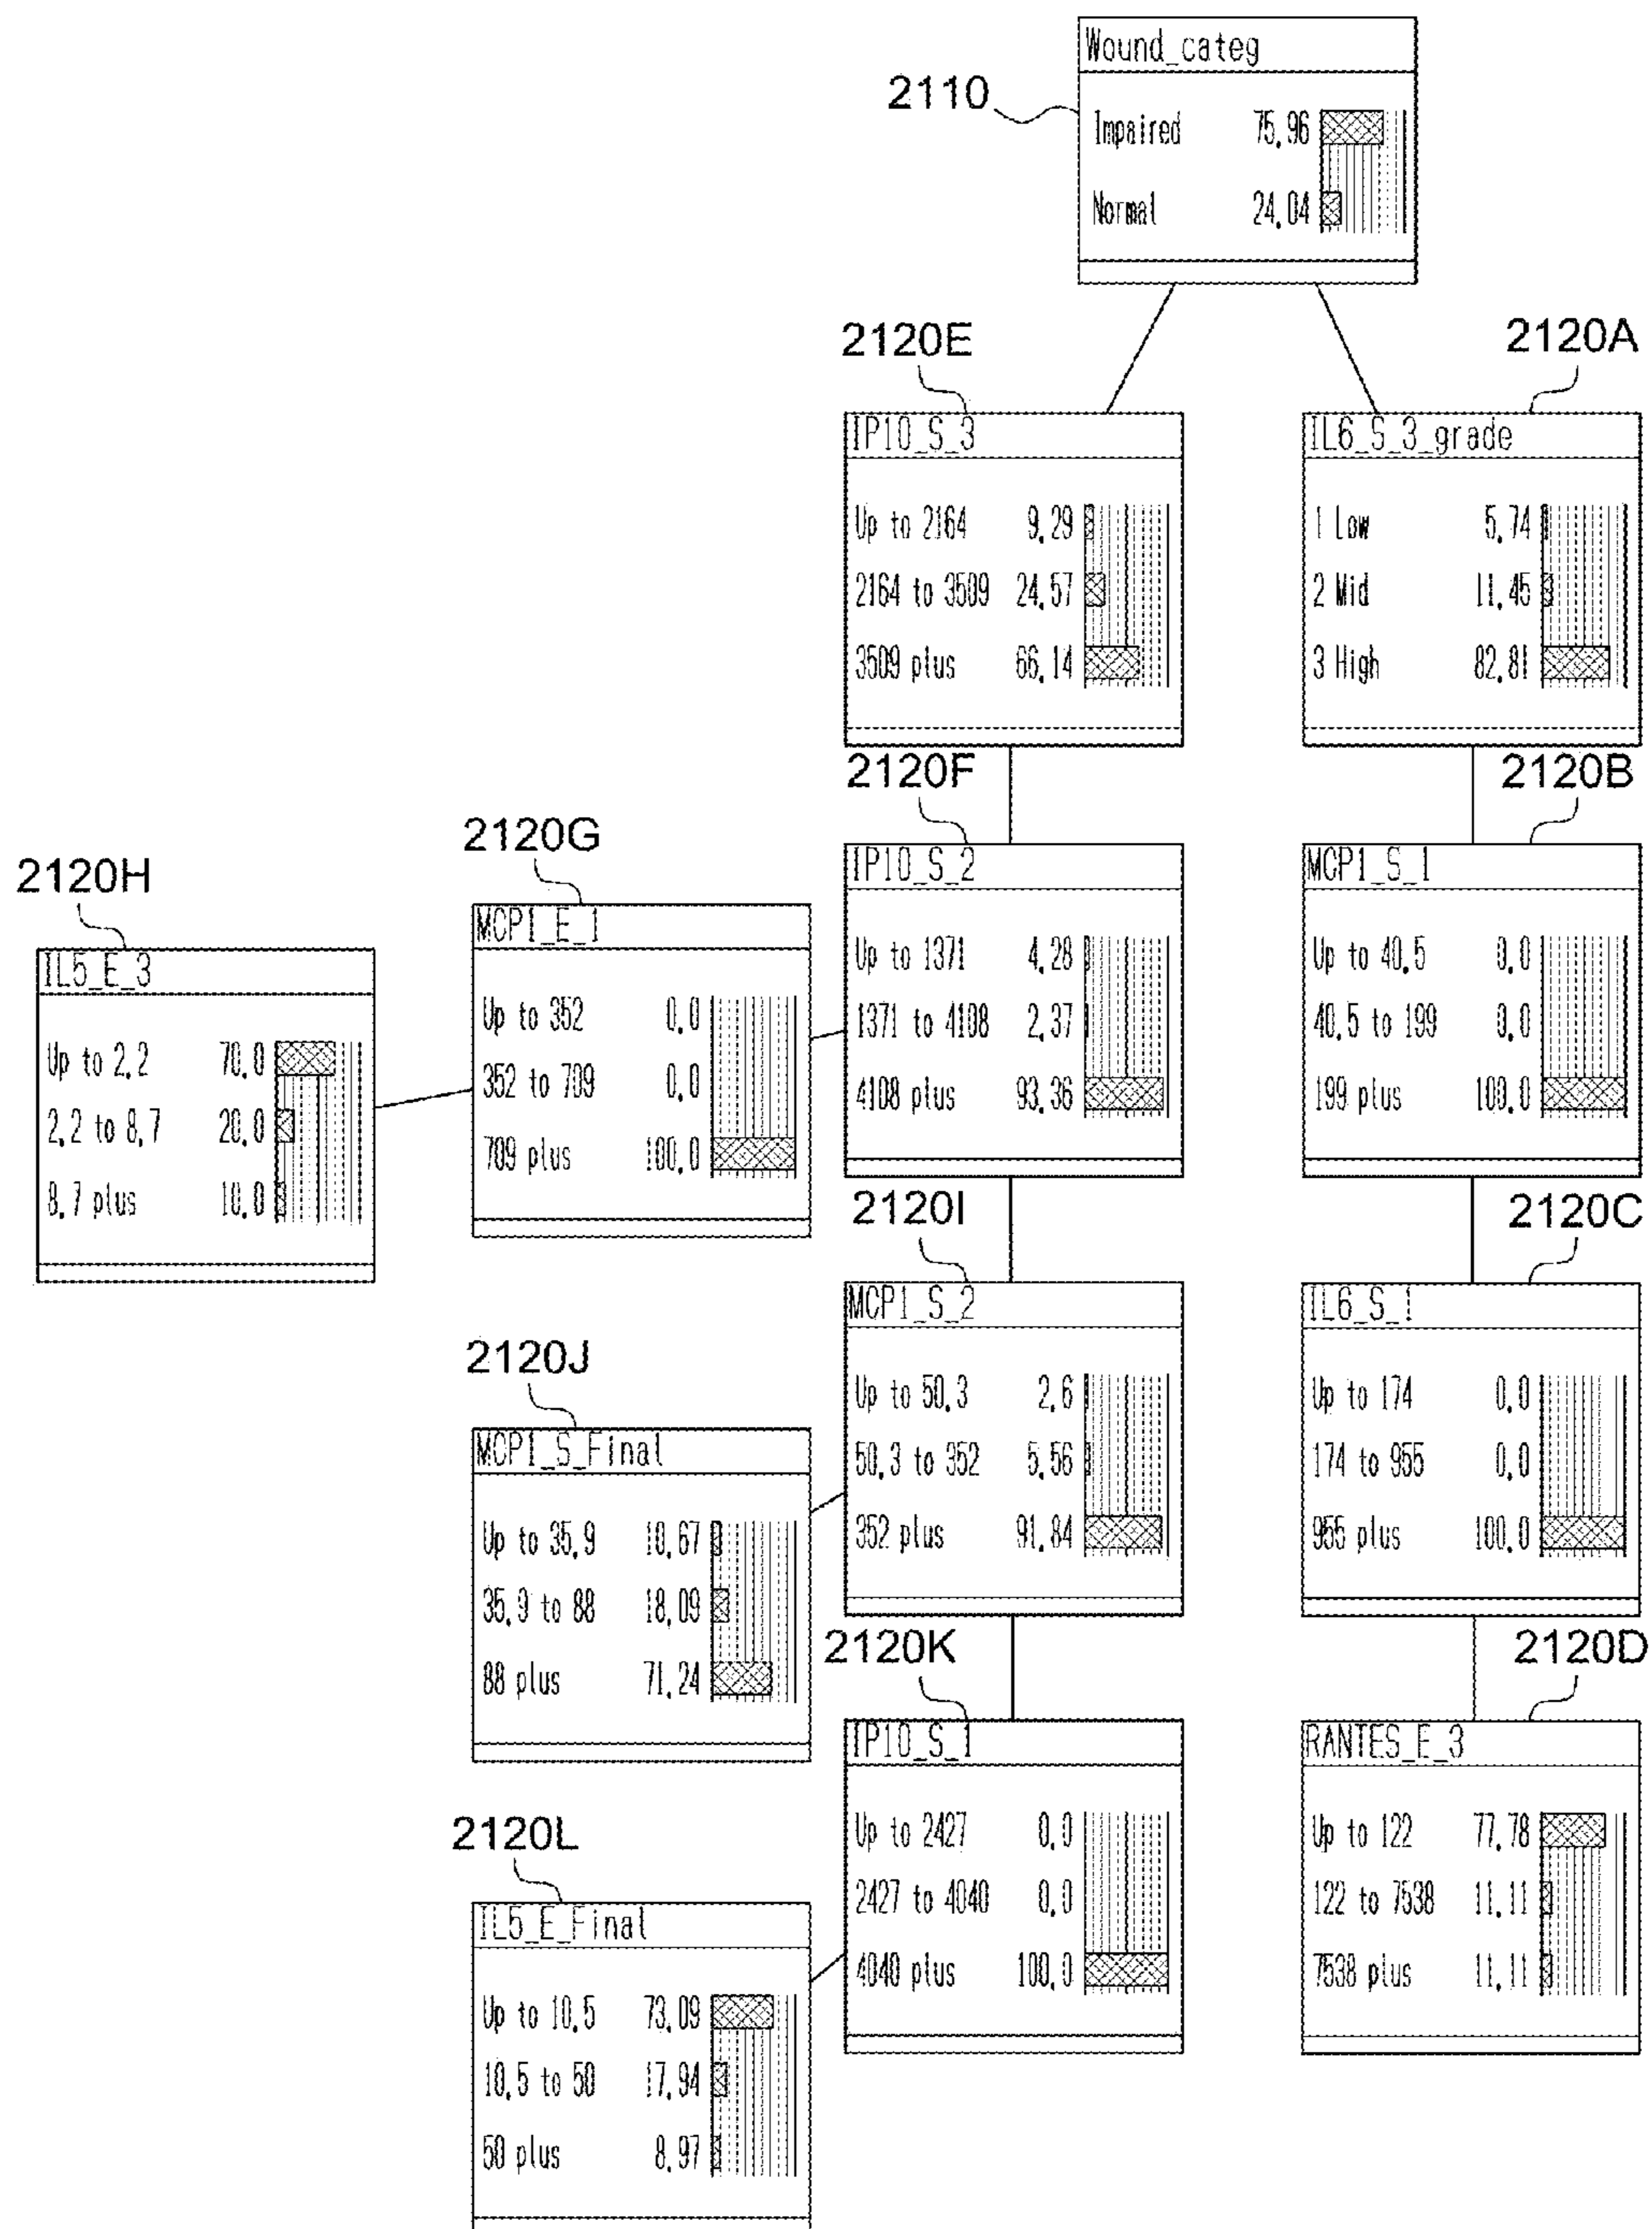 Wound_categ
2110
Impaired 75.96
Normal 24.04
2120E
IP10_S_3
Up to 2164 9.29
2164 to 3509 24.57
3509 plus 66.14
2120A
IL6_S_3_grade
1 Low 5.74
2 Mid 11.45
3 High 82.81
2120F
IP10_S_2
Up to 1371 4.28
1371 to 4108 2.37
4108 plus 93.36
2120B
MCP1_S_1
Up to 40.5 0.0
40.5 to 199 0.0
199 plus 100.0
2120H
IL5_E_3
Up to 2.2 70.0
2.2 to 8.7 20.0
8.7 plus 10.0
2120G
MCP1_E_1
Up to 352 0.0
352 to 709 0.0
709 plus 100.0
2120I
MCP1_S_2
Up to 50.3 2.6
50.3 to 352 5.56
352 plus 91.84
2120C
IL6_S_1
Up to 174 0.0
174 to 955 0.0
955 plus 100.0
2120J
MCP1_S_Final
Up to 35.9 10.67
35.9 to 88 18.09
88 plus 71.24
2120K
IP10_S_1
Up to 2427 0.0
2427 to 4040 0.0
4040 plus 100.0
2120D
RANTES_E_3
Up to 122 77.78
122 to 7538 11.11
7538 plus 11.11
2120L
IL5_E_Final
Up to 10.5 73.09
10.5 to 50 17.94
50 plus 8.97